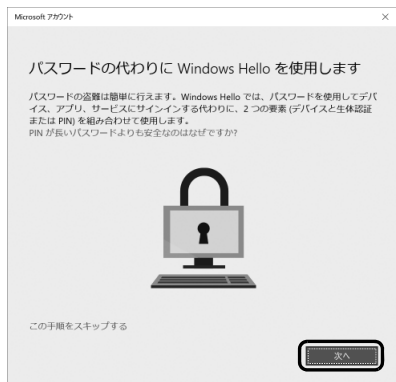 Microsoft アカウント
パスワードの代わりに Windows Hello を使用します
パスワードの盗難は簡単に行えます。Windows Hello では、パスワードを使用してデバ
イス、アプリ、サービスにサインインする代わりに、2 つの要素 (デバイスと生体認証
または PIN) を組み合わせて使用します。
PIN が長いパスワードよりも安全なのはなぜですか?
この手順をスキップする
次へ